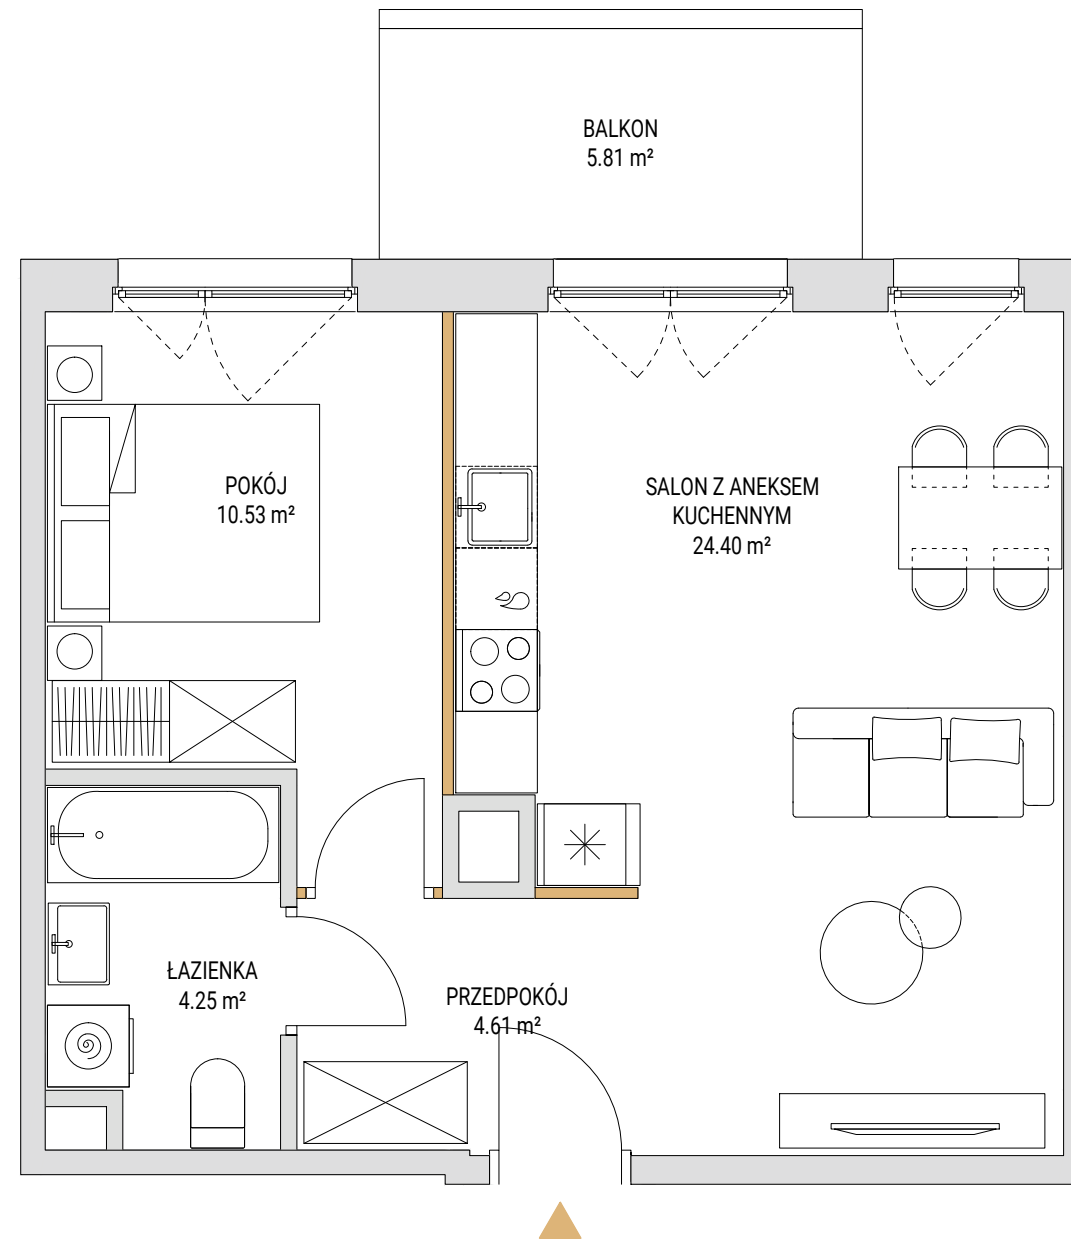 BALKON
5.81 m²
POKÓJ
10.53 m²
SALON Z ANEKSEM
KUCHENNYM
24.40 m²
ŁAZIENKA
4.25 m²
PRZEDPOKÓJ
4.61 m²